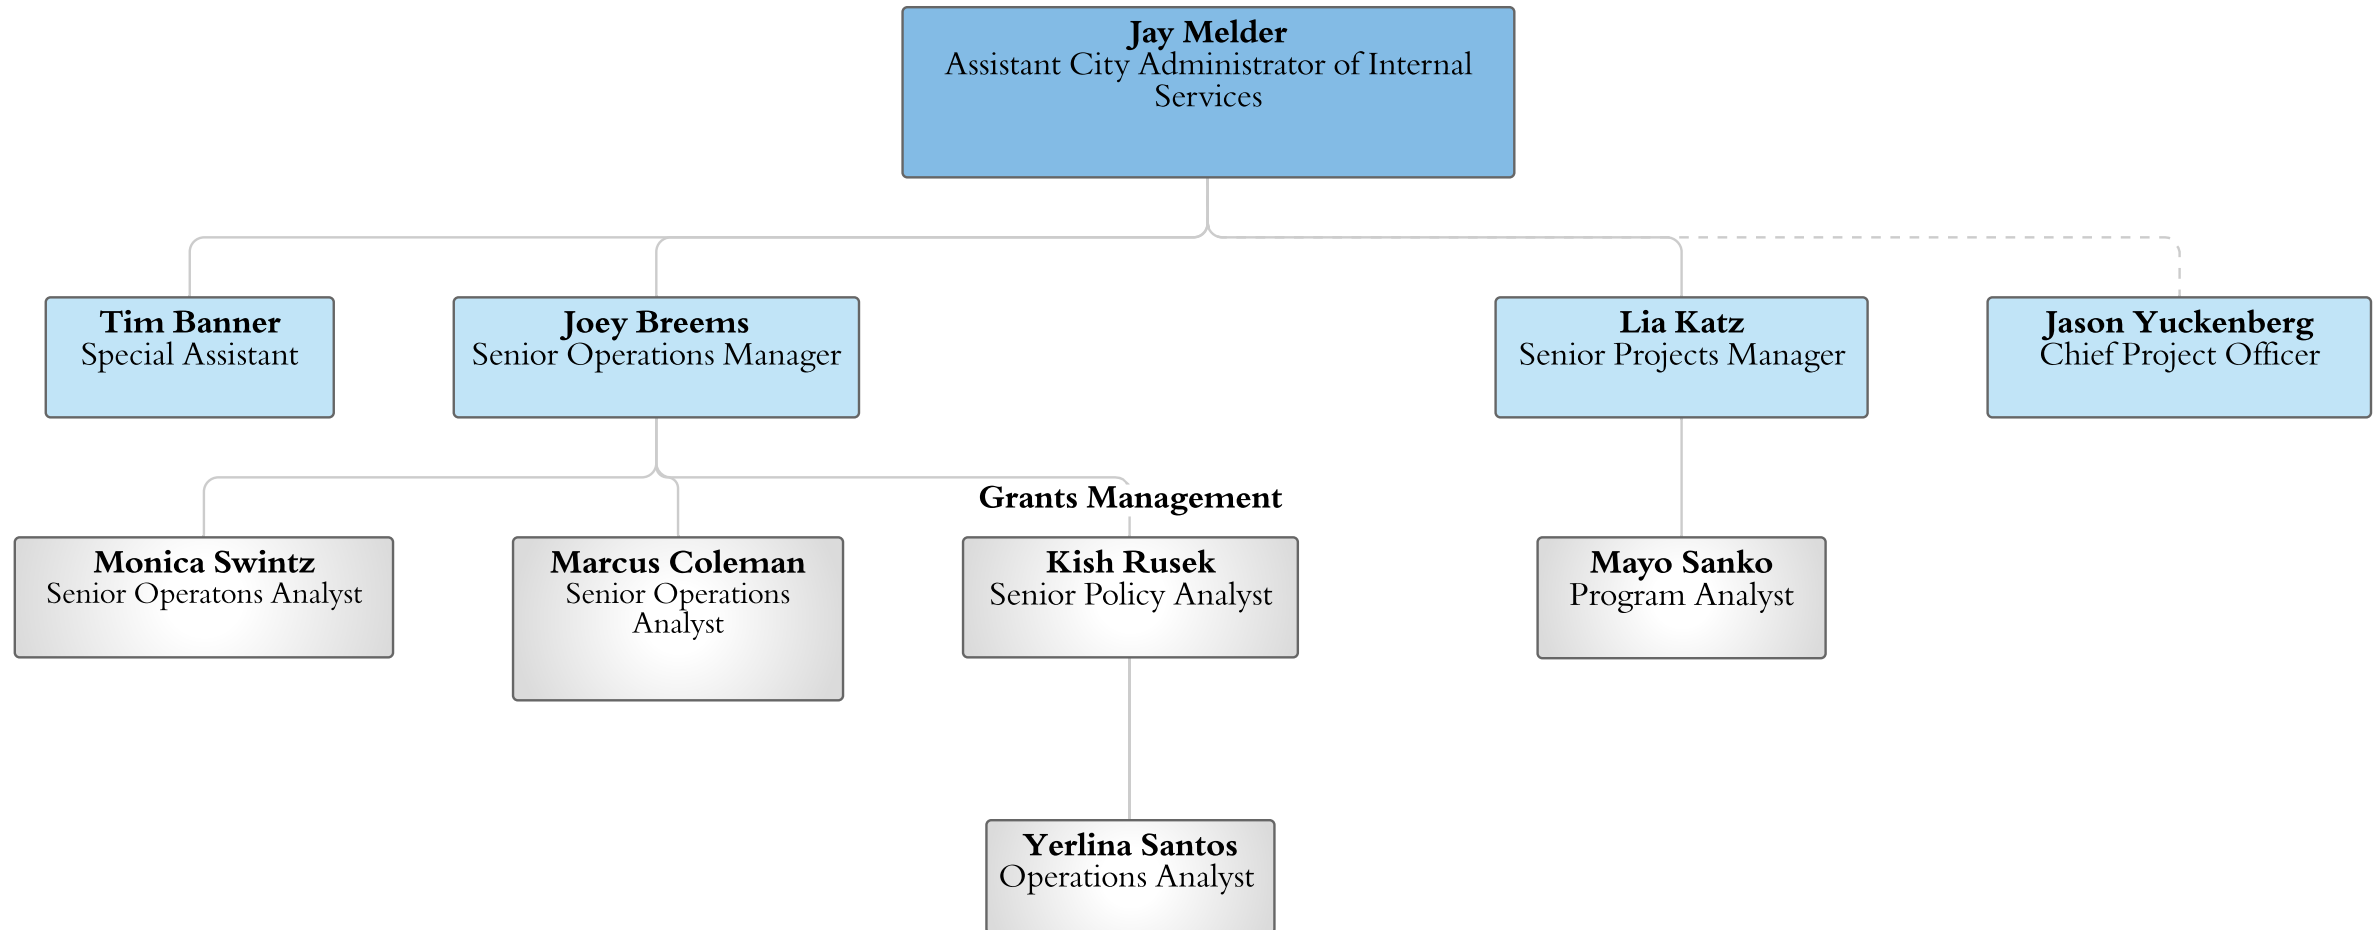 Jay Melder
Assistant City Administrator of Internal
Services
Tim Banner
Special Assistant
Joey Breems
Senior Operations Manager
Lia Katz
Senior Projects Manager
Jason Yuckenberg
Chief Project Officer
Grants Management
Monica Swintz
Senior Operatons Analyst
Marcus Coleman
Senior Operations
Analyst
Kish Rusek
Senior Policy Analyst
Mayo Sanko
Program Analyst
Yerlina Santos
Operations Analyst